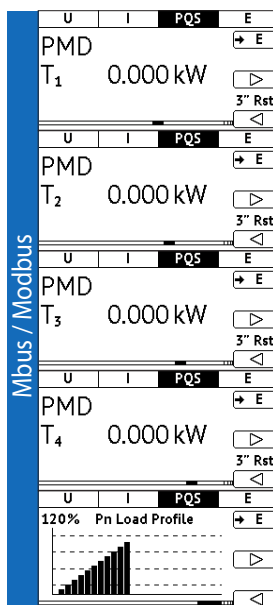 Mbus / Modbus
U I PQS E
PMD → E
T₁ 0.000 kW
3" Rst
U I PQS E
PMD → E
T₂ 0.000 kW
3" Rst
U I PQS E
PMD → E
T₃ 0.000 kW
3" Rst
U I PQS E
PMD → E
T₄ 0.000 kW
3" Rst
U I PQS E
120% Pn Load Profile → E